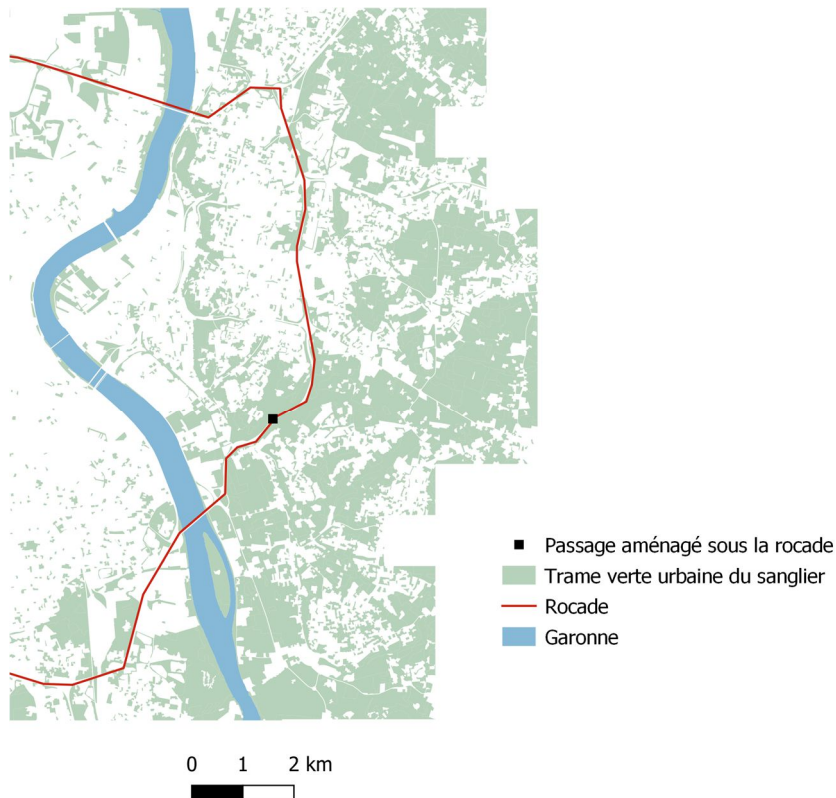 Passage aménagé sous la rocade
Trame verte urbaine du sanglier
Rocade
Garonne
0 1 2 km